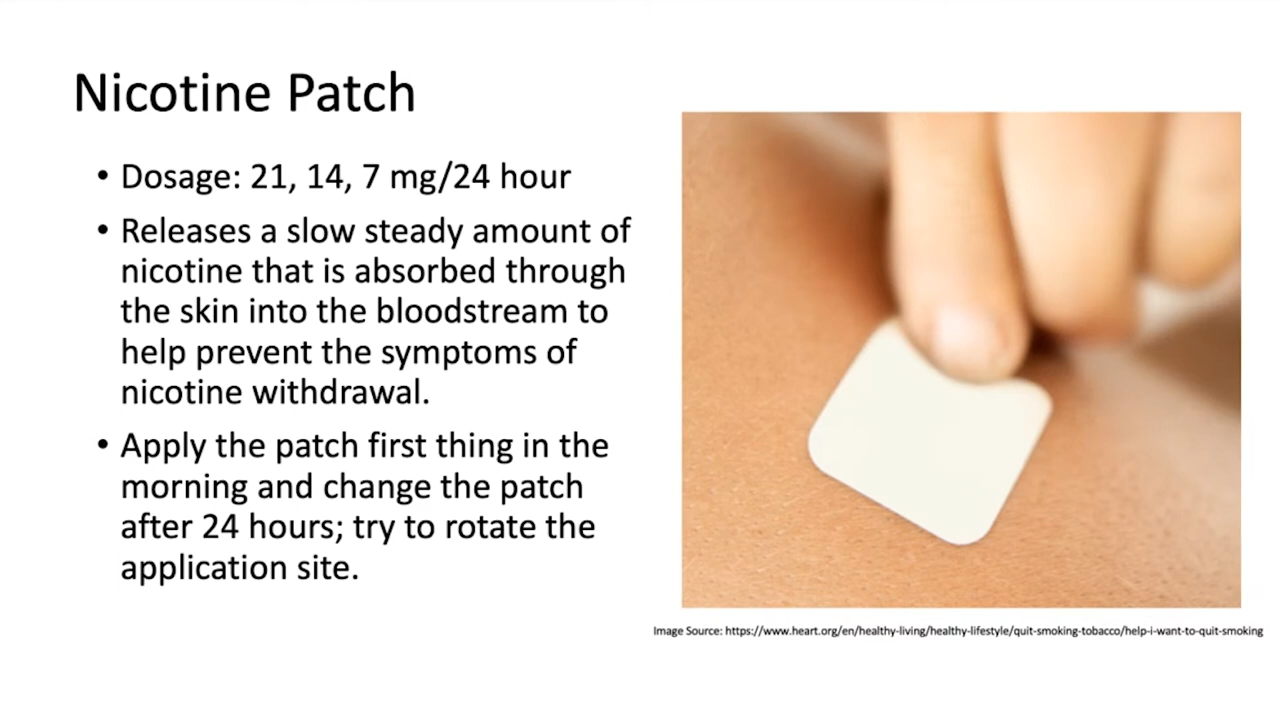 Nicotine Patch
• Dosage: 21, 14, 7 mg/24 hour
• Releases a slow steady amount of
nicotine that is absorbed through
the skin into the bloodstream to
help prevent the symptoms of
nicotine withdrawal.
• Apply the patch first thing in the
morning and change the patch
after 24 hours; try to rotate the
application site.
Image Source: https://www.heart.org/en/healthy-living/healthy-lifestyle/quit-smoking-tobacco/help-i-want-to-quit-smoking